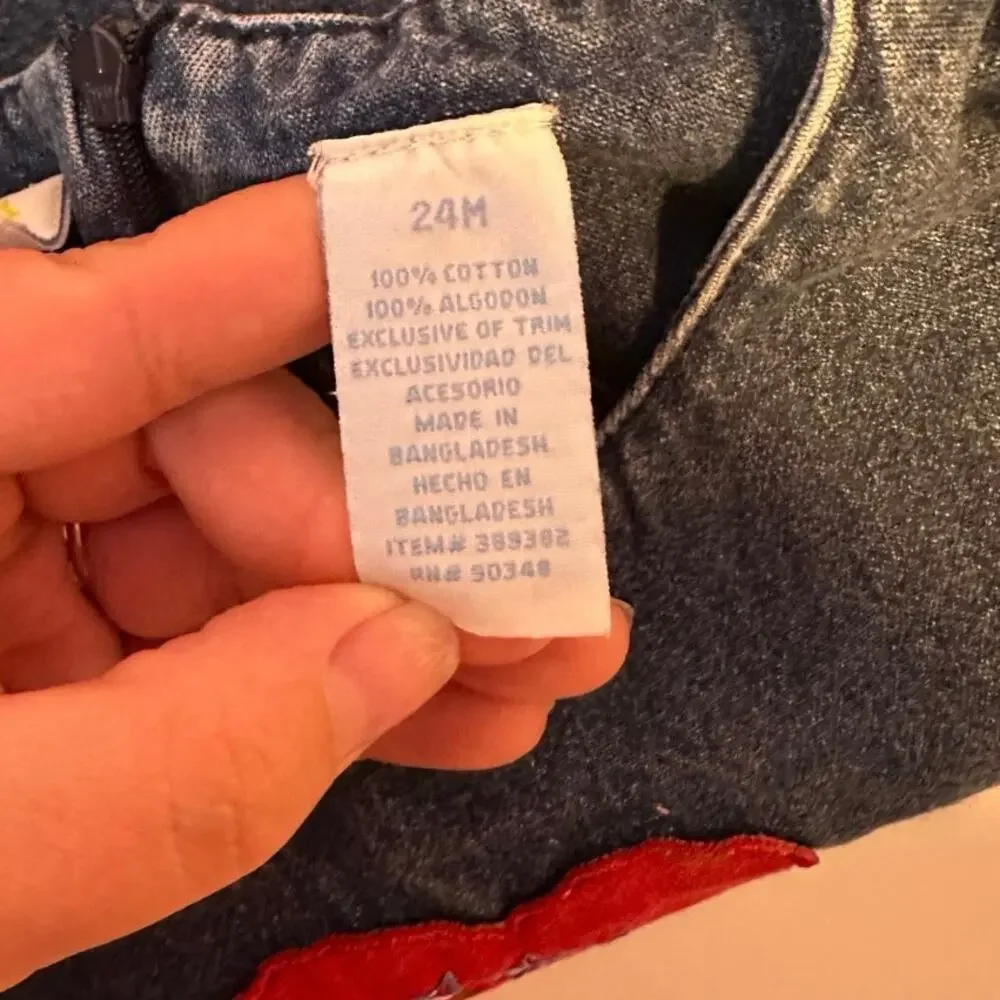 24M
100% COTTON
100% ALGODON
EXCLUSIVE OF TRIM
EXCLUSIVIDAD DEL
ACESORIO
MADE IN
BANGLADESH
HECHO EN
BANGLADESH
ITEM# 389382
RN# 90348